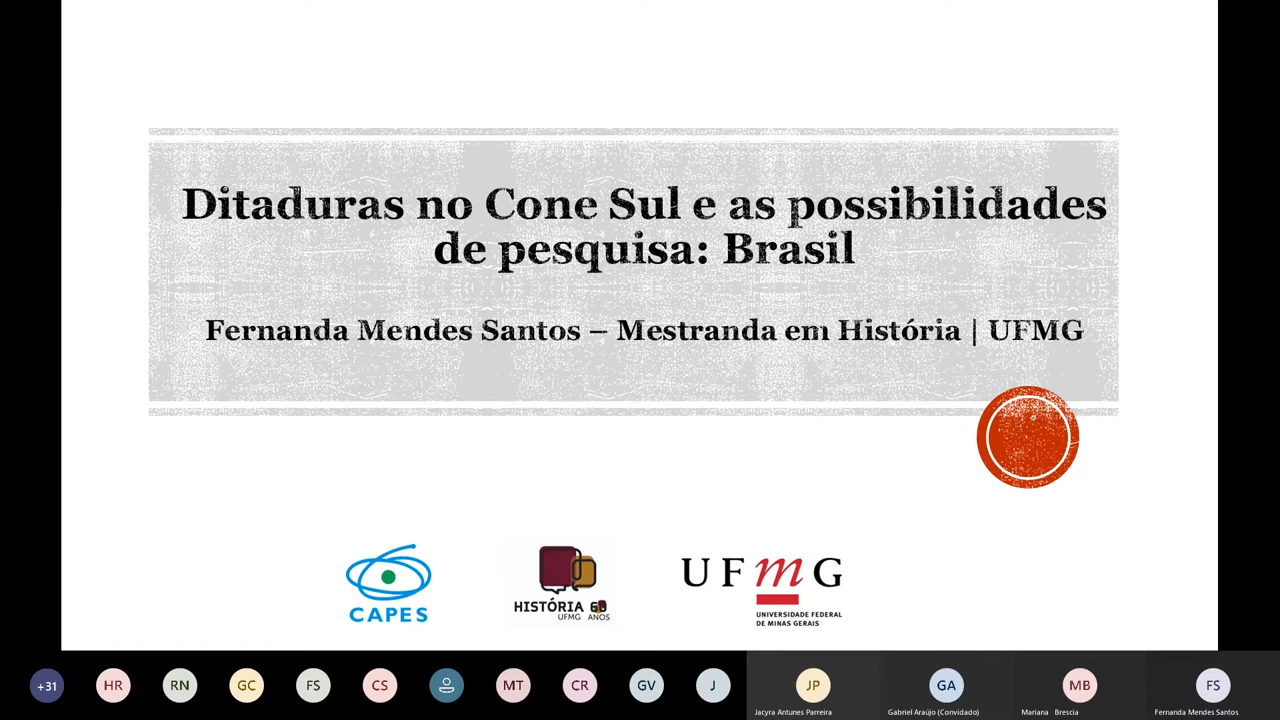 Ditaduras no Cone Sul e as possibilidades
de pesquisa: Brasil
Fernanda Mendes Santos – Mestranda em História | UFMG
CAPES
HISTÓRIA 60
UFMG ANOS
UFMG
UNIVERSIDADE FEDERAL
DE MINAS GERAIS
+31
HR
RN
GC
FS
CS
MT
CR
GV
J
JP
GA
MB
FS
Jacyra Antunes Parreira
Gabriel Araújo (Convidado)
Mariana Brescia
Fernanda Mendes Santos